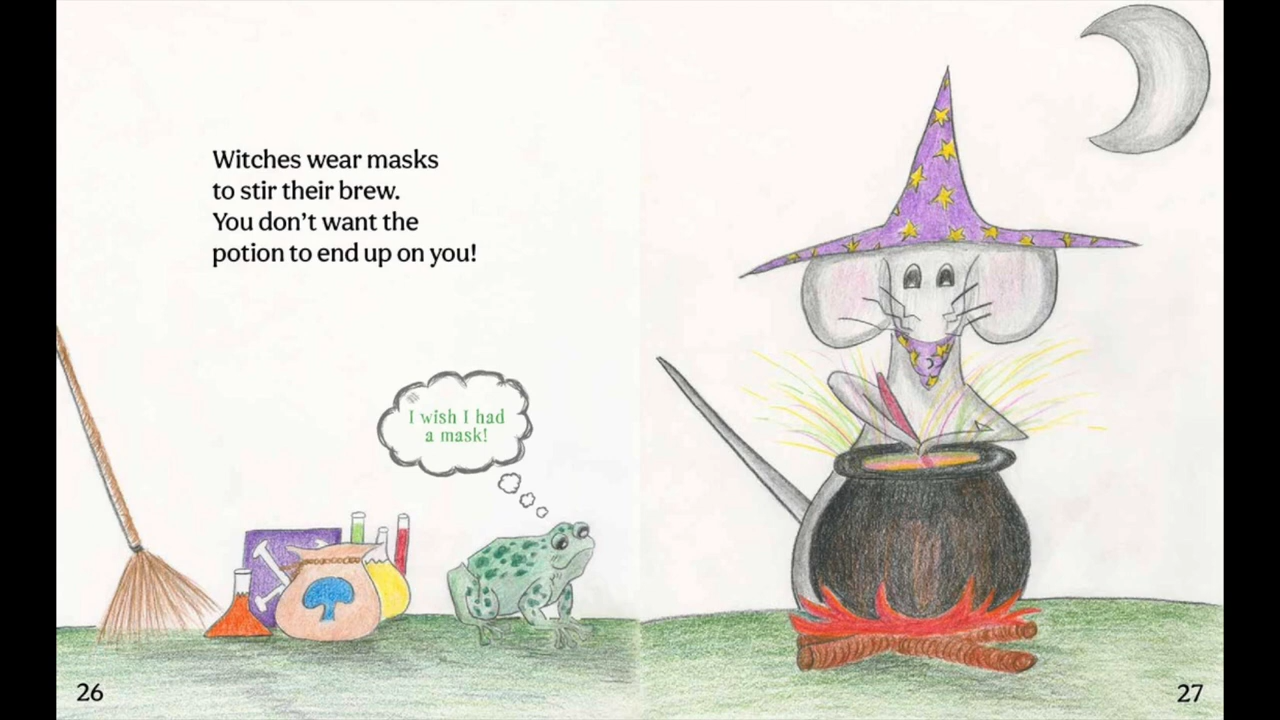 Witches wear masks
to stir their brew.
You don't want the
potion to end up on you!
I wish I had
a mask!
26
27